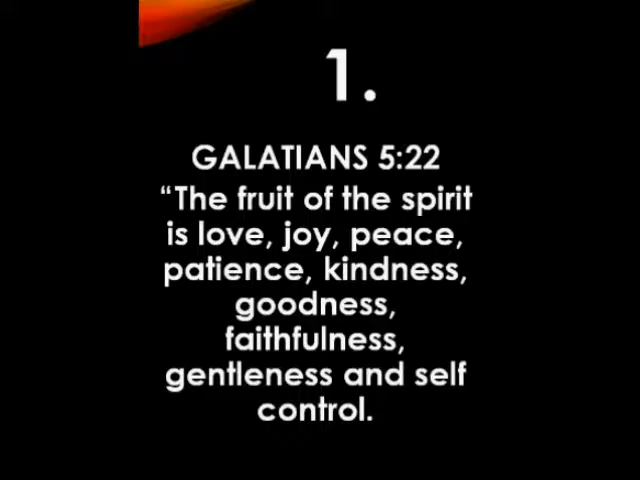 1.
GALATIANS 5:22
“The fruit of the spirit
is love, joy, peace,
patience, kindness,
goodness,
faithfulness,
gentleness and self
control.